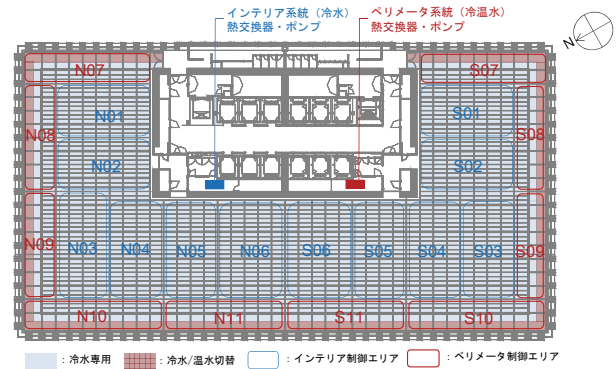 インテリア系統（冷水）
熱交換器・ポンプ
ペリメータ系統（冷温水）
熱交換器・ポンプ
N
N07
S07
N01
S01
N08
S08
N02
S02
N09
N03
N04
N05
N06
S06
S05
S04
S03
S09
N10
N11
S11
S10
：冷水専用
：冷水/温水切替
：インテリア制御エリア
：ペリメータ制御エリア